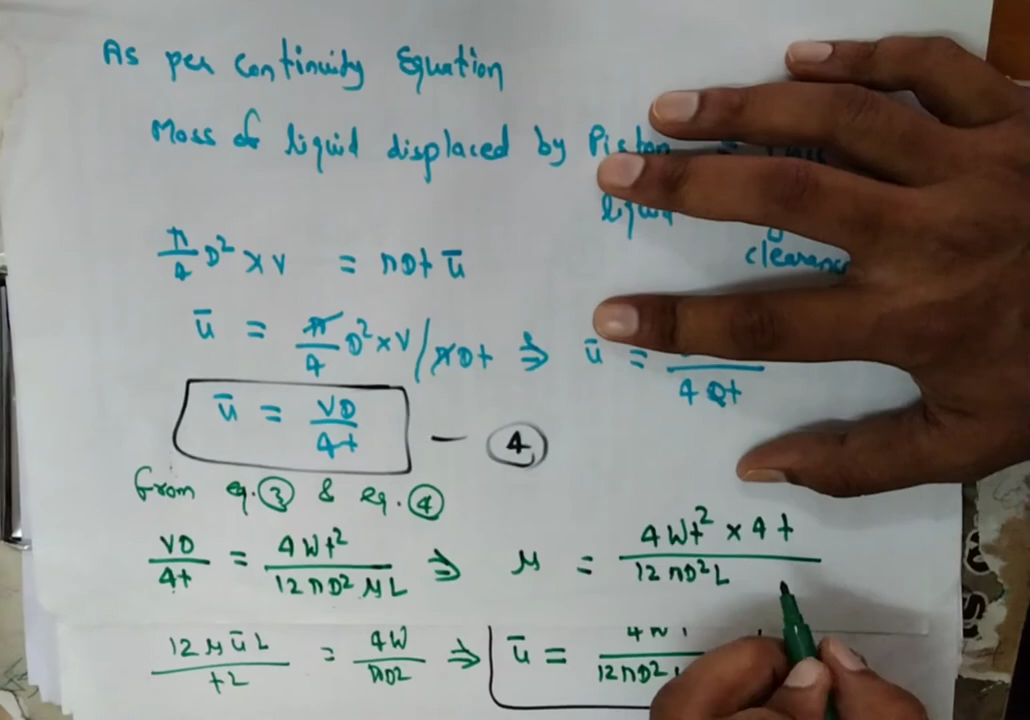 As per continuity Equation
Mass of liquid displaced by Piston =
liquid
clearance
π/4 D² × V = πDt ū
ū = π/4 D² × V / πDt ⇒ ū = / 4 Dt
ū = VD/4t — ④
from eq. ③ & eq. ④
VD/4t = 4Wt²/12πD²μL ⇒ μ = 4Wt² × 4t / 12πD²L
12μūL/t2 = 4W/πD2 ⇒ ū = / 12πD²